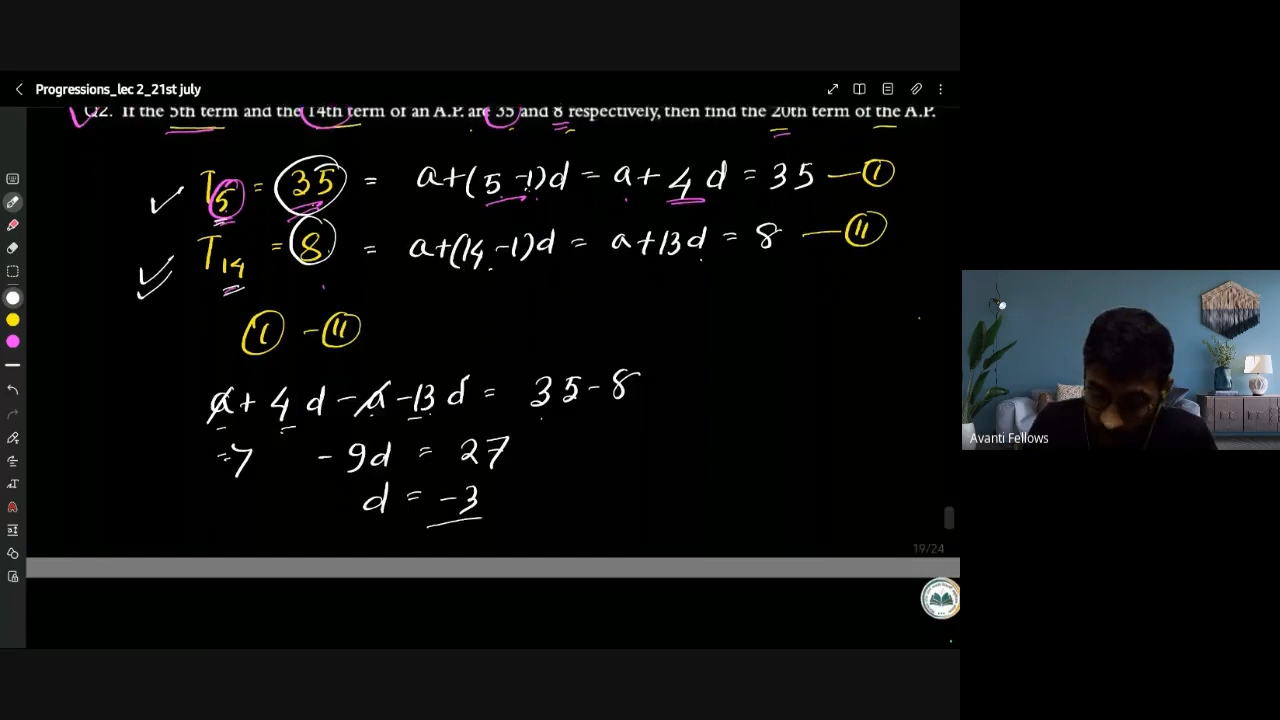 Progressions_lec 2_21st july
Q2. If the 5th term and the 14th term of an A.P. are 35 and 8 respectively, then find the 20th term of the A.P.
T5 = 35 = a+(5-1)d = a+4d = 35 — I
T14 = 8 = a+(14-1)d = a+13d = 8 — II
I - II
a+4d-a-13d = 35-8
=> -9d = 27
d = -3
Avanti Fellows
19/24